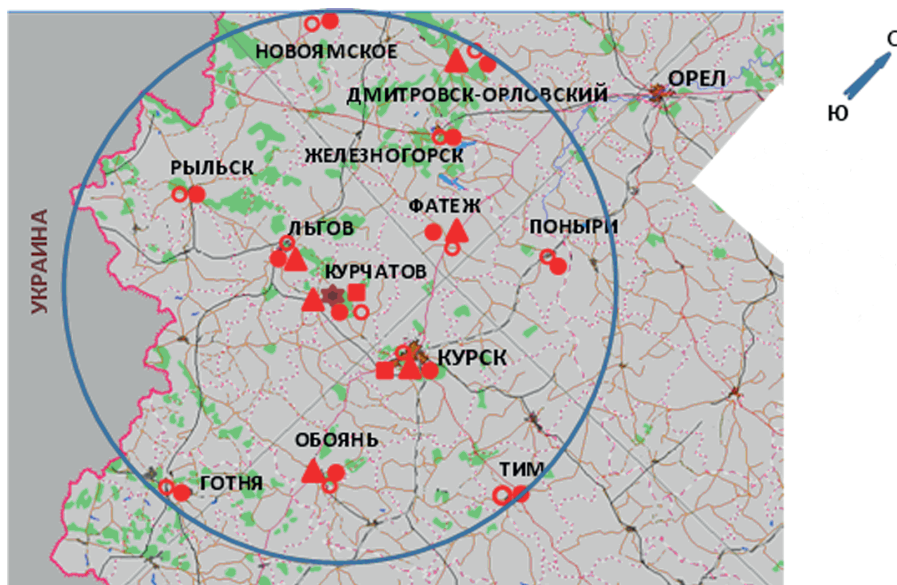 С
Ю
НОВОЯМСКОЕ
ОРЕЛ
ДМИТРОВСК-ОРЛОВСКИЙ
ЖЕЛЕЗНОГОРСК
РЫЛЬСК
ФАТЕЖ
ПОНЫРИ
ЛЬГОВ
УКРАИНА
КУРЧАТОВ
КУРСК
ОБОЯНЬ
ТИМ
ГОТНЯ